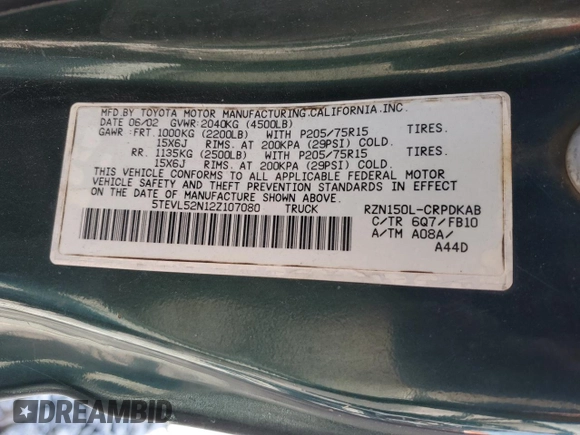 MFD.BY TOYOTA MOTOR MANUFACTURING,CALIFORNIA,INC.
DATE 06/02 GVWR:2040KG (4500LB)
GAWR: FRT.1000KG (2200LB) WITH P205/75R15 TIRES.
15X6J RIMS. AT 200KPA (29PSI) COLD.
RR. 1135KG (2500LB) WITH P205/75R15 TIRES.
15X6J RIMS. AT 200KPA (29PSI) COLD.
THIS VEHICLE CONFORMS TO ALL APPLICABLE FEDERAL MOTOR
VEHICLE SAFETY AND THEFT PREVENTION STANDARDS IN EFFECT
ON THE DATE OF MANUFACTURE SHOWN ABOVE.
5TEVL52N12Z107080 TRUCK RZN150L-CRPDKAB
C/TR 6Q7/FB10
A/TM A08A/
A44D
DREAMBID